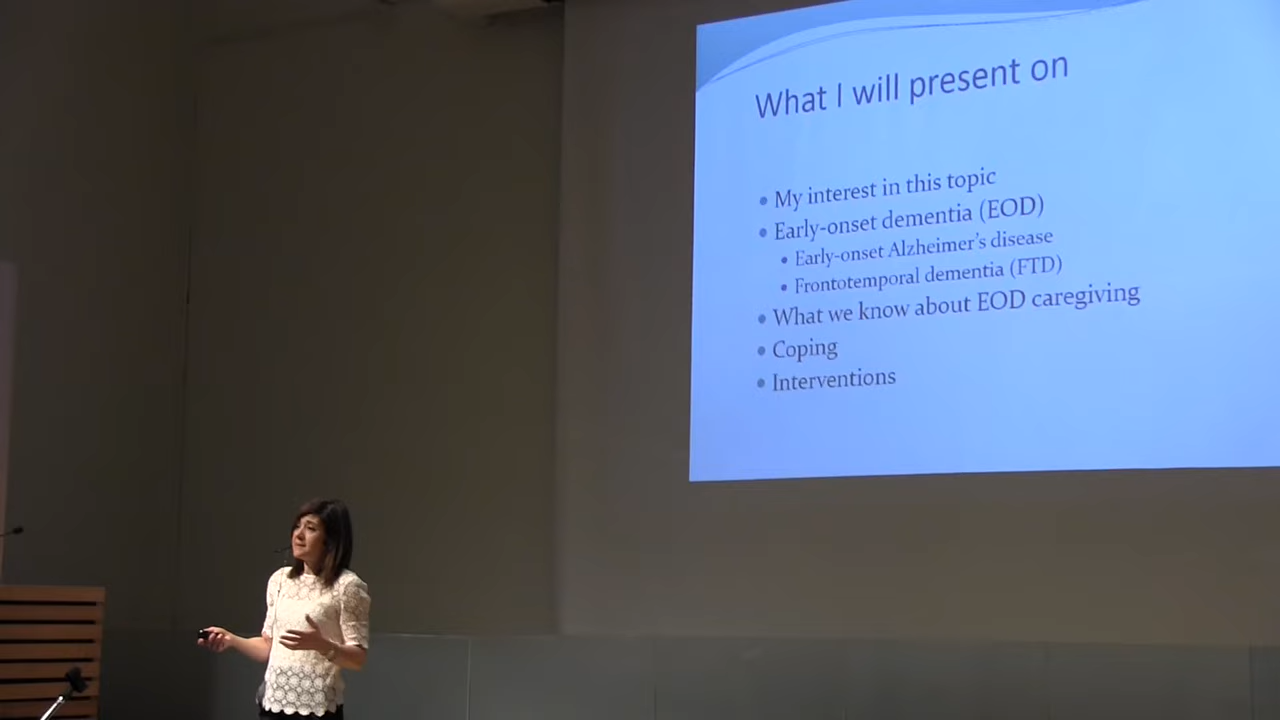 What I will present on
• My interest in this topic
• Early-onset dementia (EOD)
• Early-onset Alzheimer's disease
• Frontotemporal dementia (FTD)
• What we know about EOD caregiving
• Coping
• Interventions